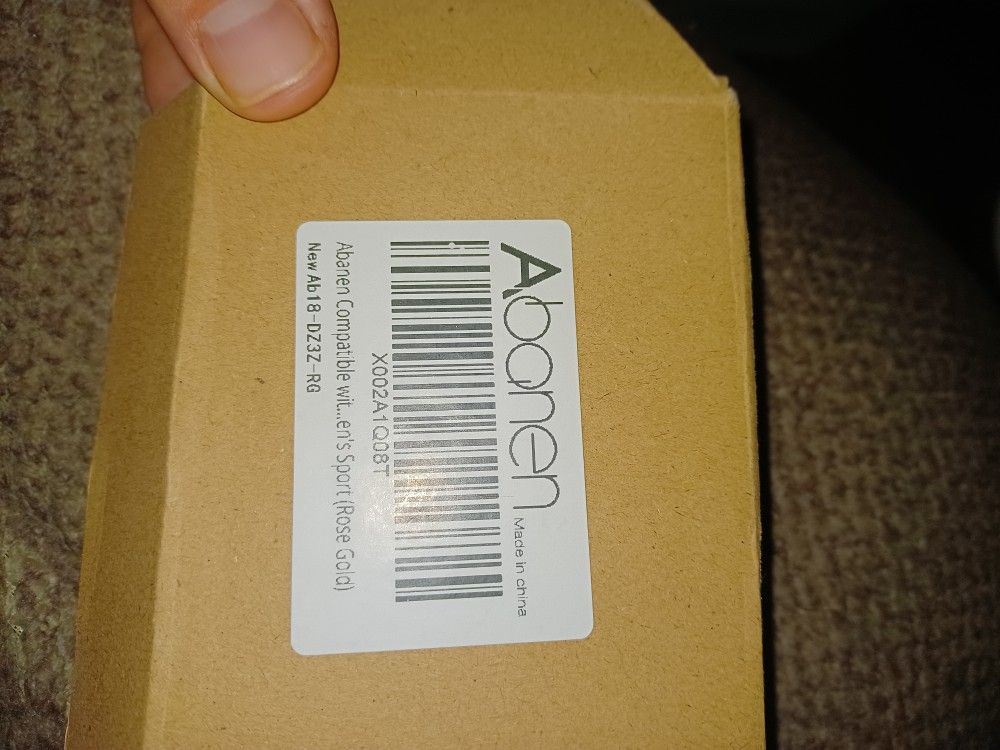 Abanen Made in china
X002A1Q08T
Abanen Compatible wit...en's Sport (Rose Gold)
New Ab18-DZ3Z-RG